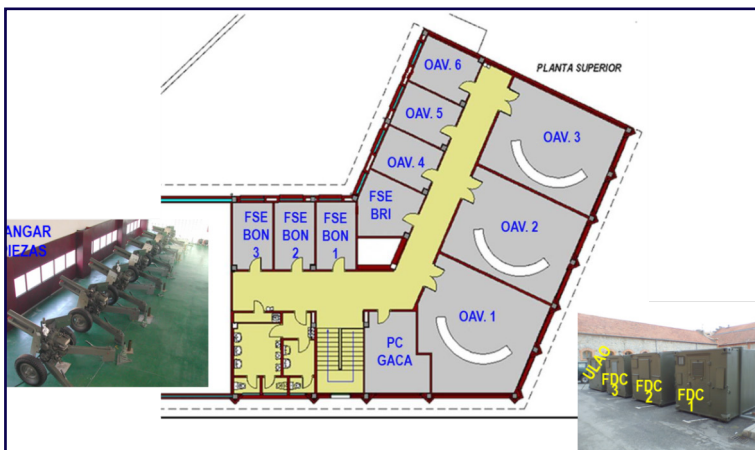 PLANTA SUPERIOR
OAV. 6
OAV. 5
OAV. 4
OAV. 3
FSE
BRI
OAV. 2
FSE
BON
3
FSE
BON
2
FSE
BON
1
OAV. 1
PC
GACA
ANGAR
PIEZAS
ULAG
FDC
3
FDC
2
FDC
1